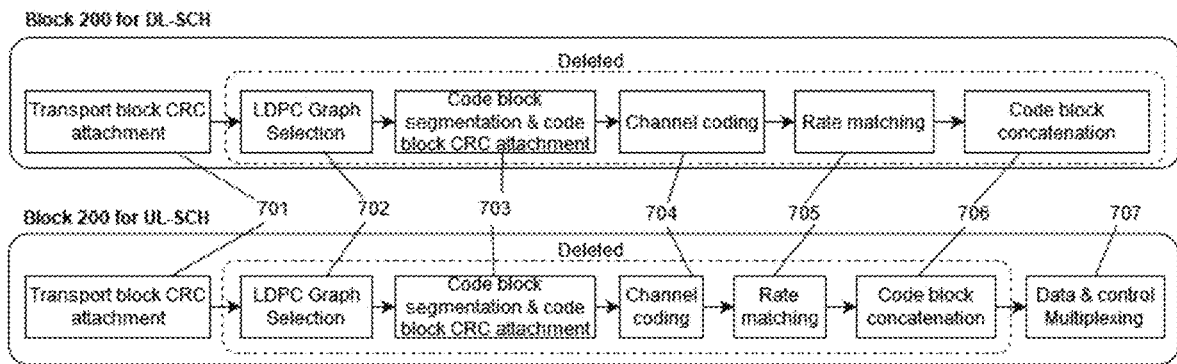 Block 200 for DL-SCH
Deleted
Transport block CRC
attachment
LDPC Graph
Selection
Code block
segmentation & code
block CRC attachment
Channel coding
Rate matching
Code block
concatenation
701
702
703
704
705
706
707
Block 200 for UL-SCH
Deleted
Transport block CRC
attachment
LDPC Graph
Selection
Code block
segmentation & code
block CRC attachment
Channel
coding
Rate
matching
Code block
concatenation
Data & control
Multiplexing